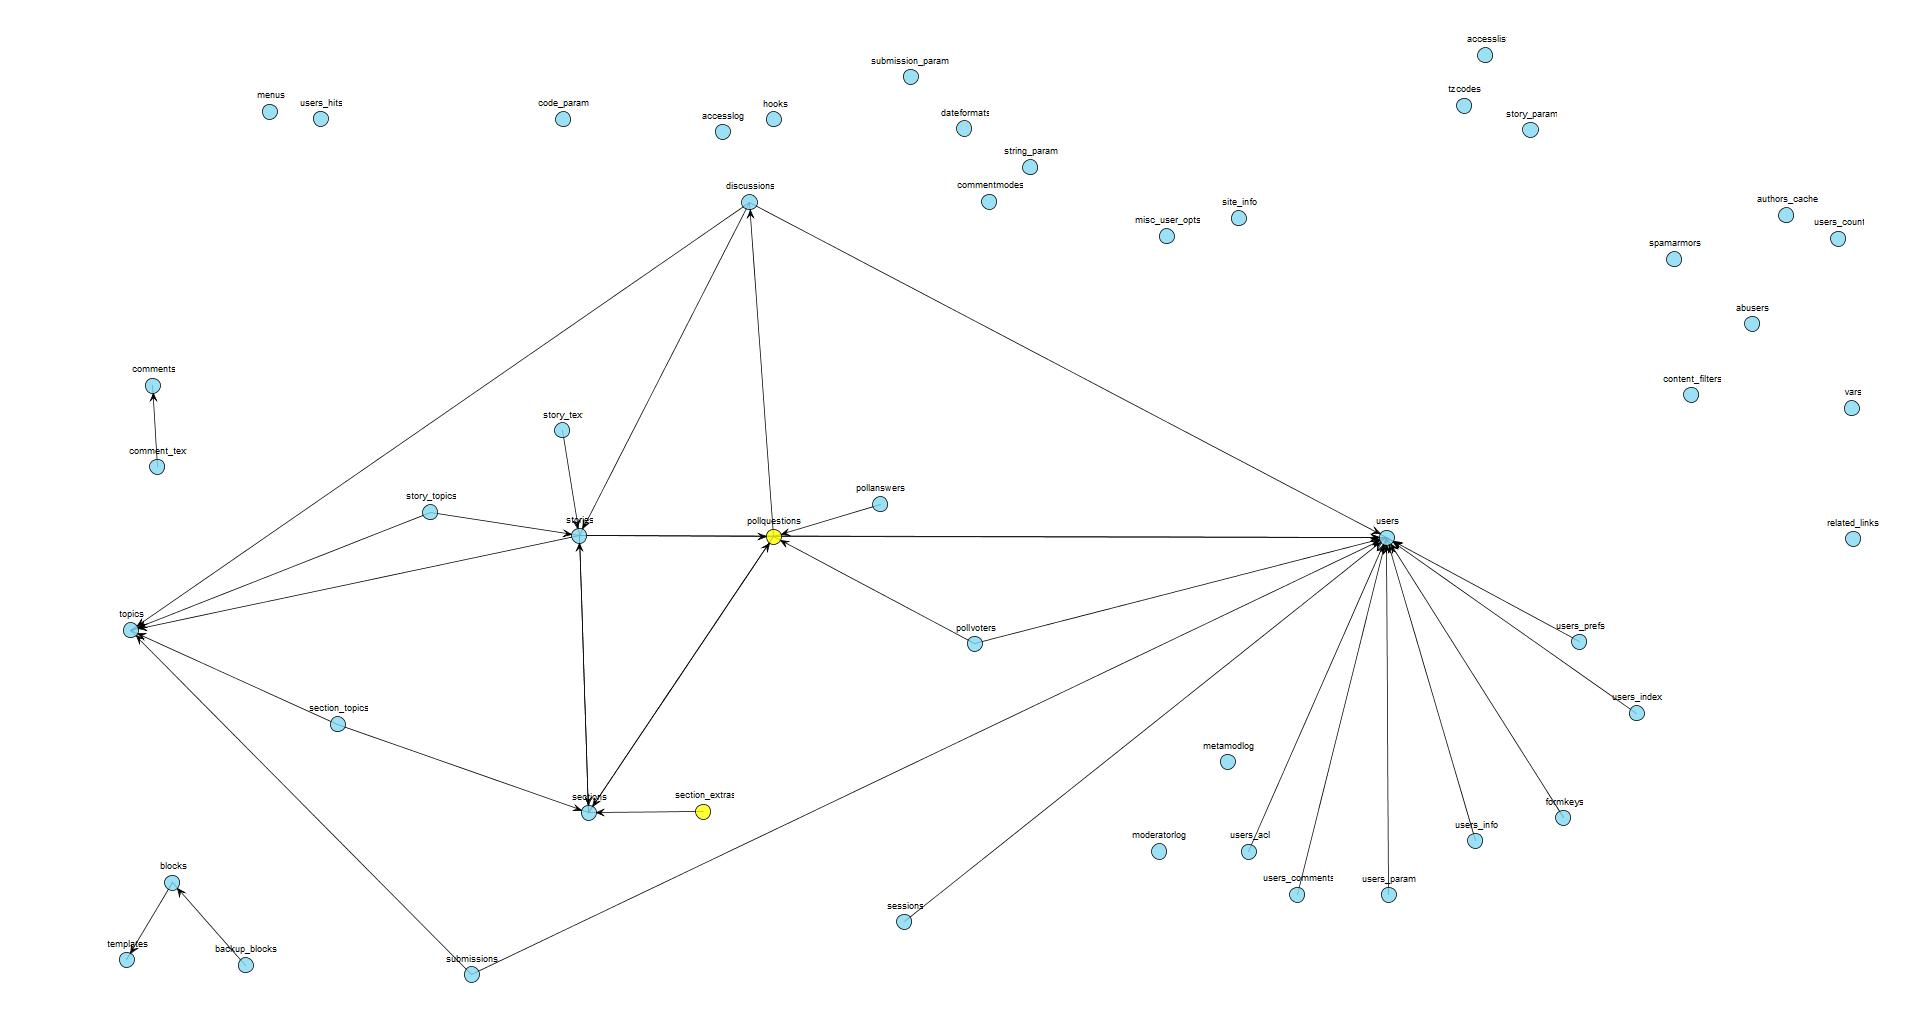 accesslis
submission_param
tzcodes
menus
users_hits
code_param
hooks
accesslog
dateformats
story_param
string_param
discussions
commentmodes
authors_cache
site_info
misc_user_opts
users_count
spamarmors
abusers
comments
content_filters
vars
story_tex
comment_tex
story_topics
pollanswers
stories
pollquestions
users
related_links
topics
pollvoters
users_prefs
section_topics
users_index
metamodlog
sections
section_extras
formkeys
users_info
moderatorlog
users_acl
blocks
users_comments
users_param
sessions
templates
backup_blocks
submissions